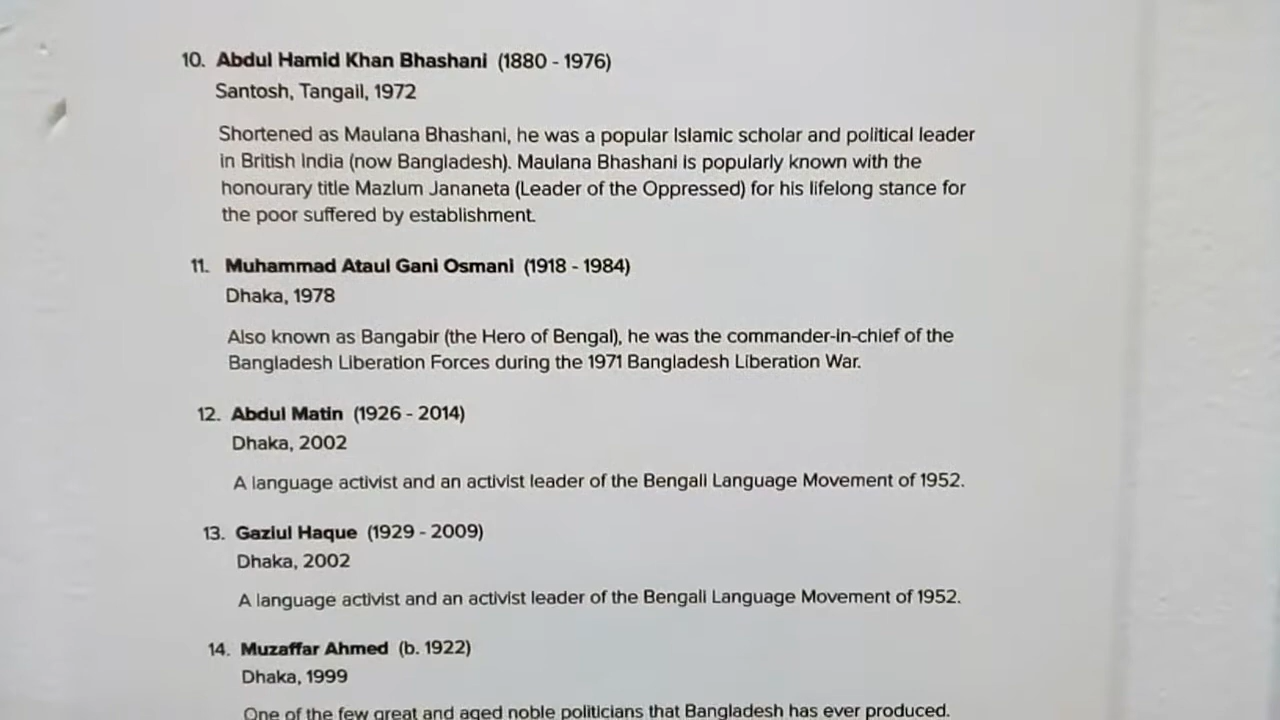 10. Abdul Hamid Khan Bhashani (1880 - 1976)
Santosh, Tangail, 1972
Shortened as Maulana Bhashani, he was a popular Islamic scholar and political leader
in British India (now Bangladesh). Maulana Bhashani is popularly known with the
honourary title Mazlum Jananeta (Leader of the Oppressed) for his lifelong stance for
the poor suffered by establishment.
11. Muhammad Ataul Gani Osmani (1918 - 1984)
Dhaka, 1978
Also known as Bangabir (the Hero of Bengal), he was the commander-in-chief of the
Bangladesh Liberation Forces during the 1971 Bangladesh Liberation War.
12. Abdul Matin (1926 - 2014)
Dhaka, 2002
A language activist and an activist leader of the Bengali Language Movement of 1952.
13. Gaziul Haque (1929 - 2009)
Dhaka, 2002
A language activist and an activist leader of the Bengali Language Movement of 1952.
14. Muzaffar Ahmed (b. 1922)
Dhaka, 1999
One of the few great and aged noble politicians that Bangladesh has ever produced.